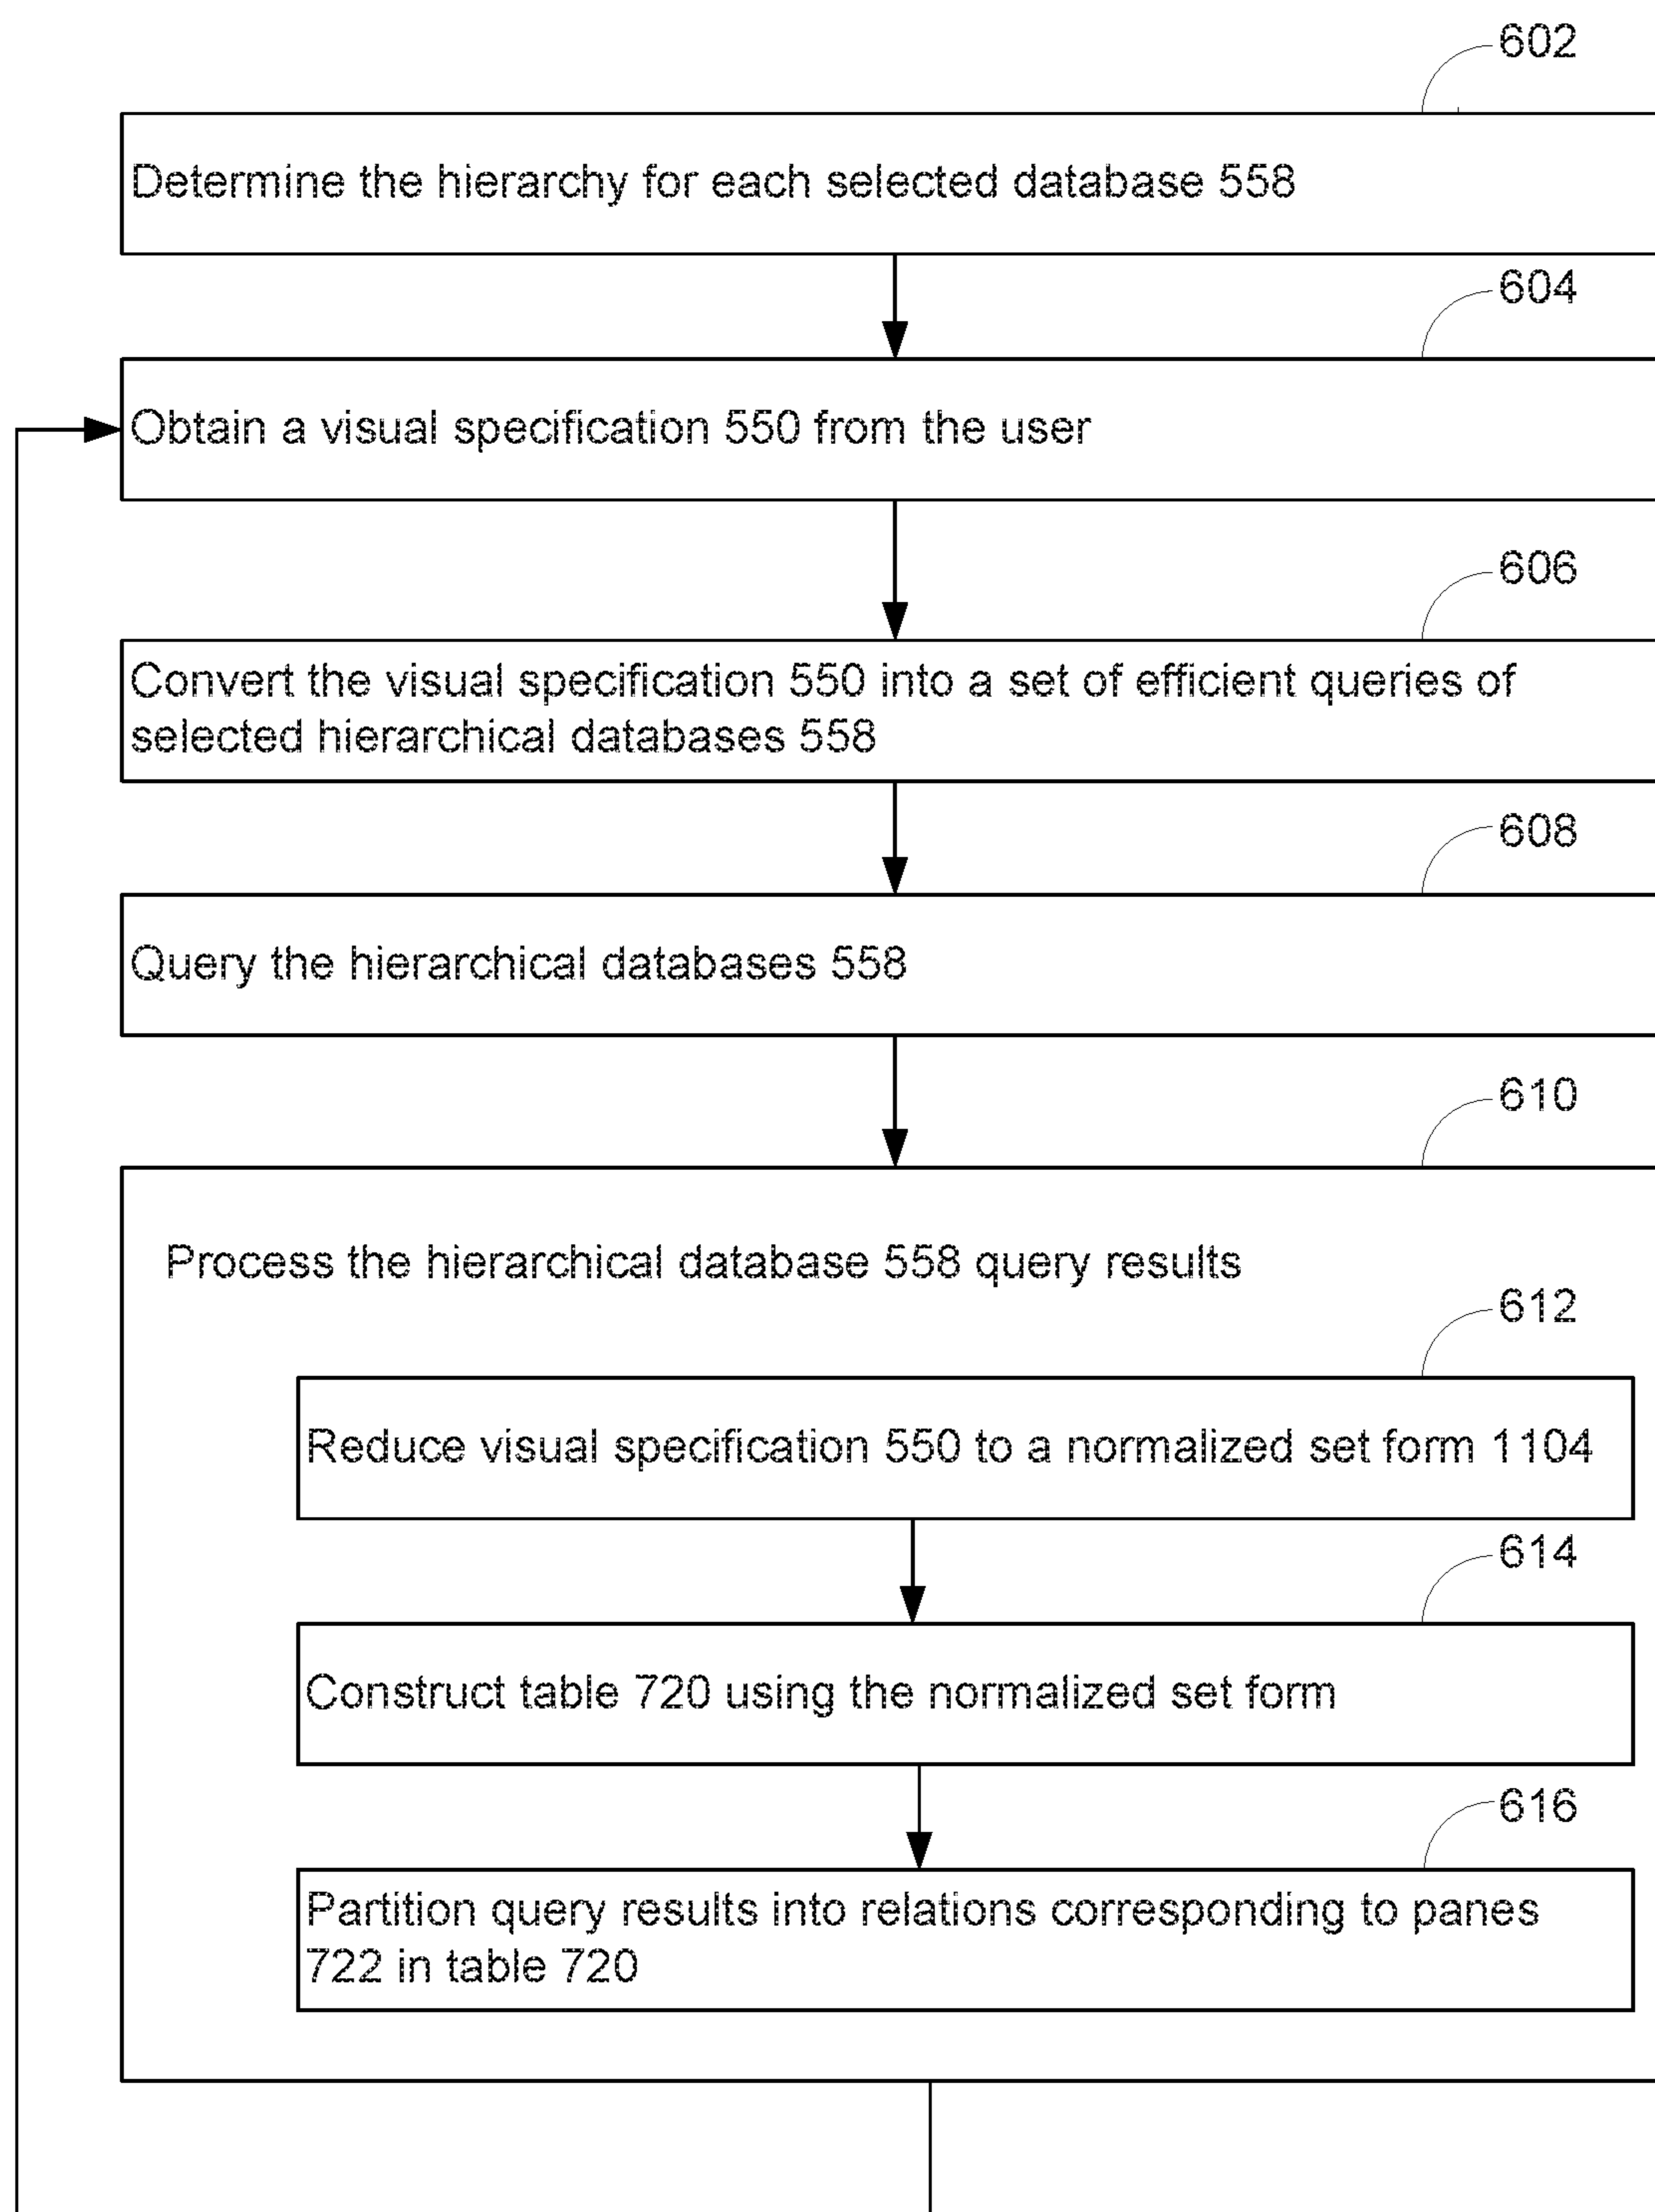 602
Determine the hierarchy for each selected database 558
604
Obtain a visual specification 550 from the user
606
Convert the visual specification 550 into a set of efficient queries of
selected hierarchical databases 558
608
Query the hierarchical databases 558
610
Process the hierarchical database 558 query results
612
Reduce visual specification 550 to a normalized set form 1104
614
Construct table 720 using the normalized set form
616
Partition query results into relations corresponding to panes
722 in table 720